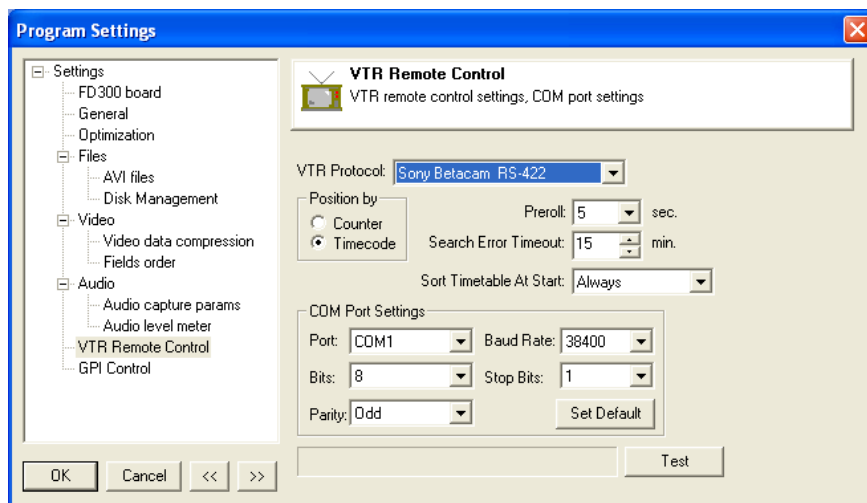 Program Settings
Settings
FD300 board
General
Optimization
Files
AVI files
Disk Management
Video
Video data compression
Fields order
Audio
Audio capture params
Audio level meter
VTR Remote Control
GPI Control
OK Cancel << >>
VTR Remote Control
VTR remote control settings, COM port settings
VTR Protocol: Sony Betacam RS-422
Position by
Counter
Timecode
Preroll: 5 sec.
Search Error Timeout: 15 min.
Sort Timetable At Start: Always
COM Port Settings
Port: COM1 Baud Rate: 38400
Bits: 8 Stop Bits: 1
Parity: Odd Set Default
Test